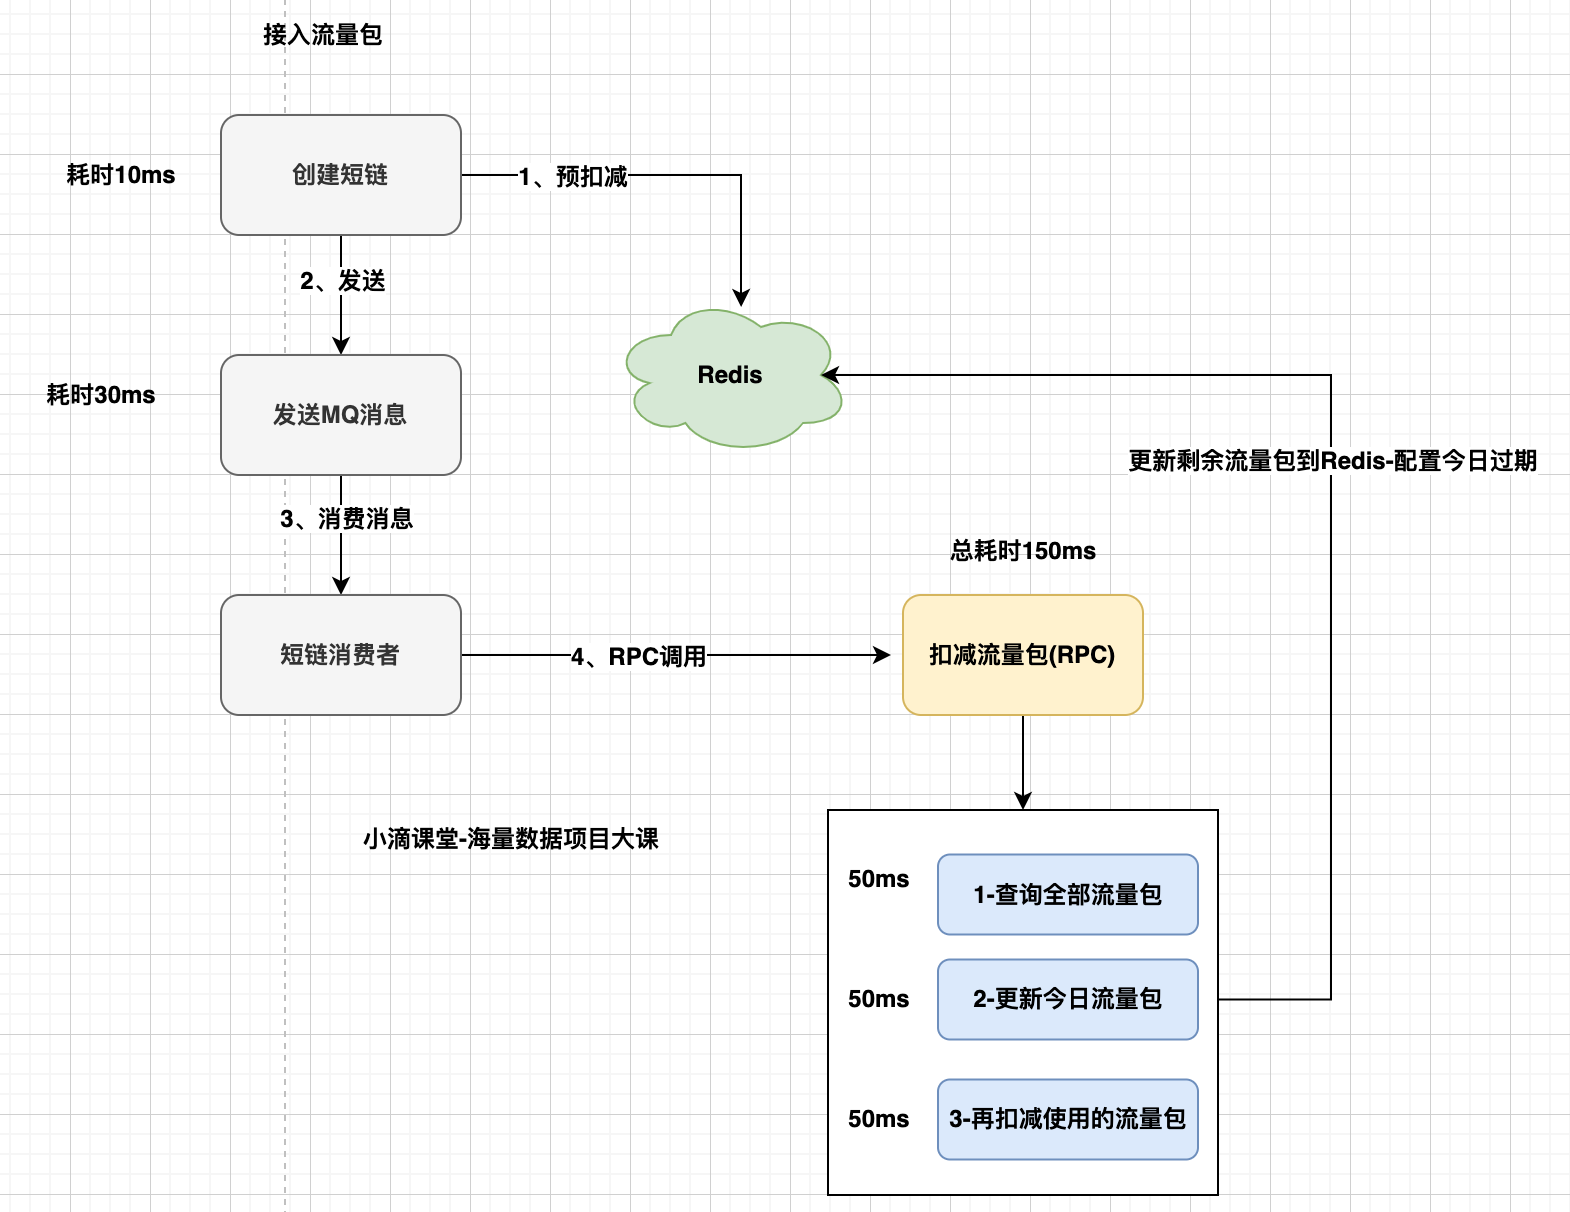 接入流量包
耗时10ms
创建短链
1、预扣减
2、发送
Redis
耗时30ms
发送MQ消息
更新剩余流量包到Redis-配置今日过期
3、消费消息
总耗时150ms
短链消费者
4、RPC调用
扣减流量包(RPC)
小滴课堂-海量数据项目大课
50ms
1-查询全部流量包
50ms
2-更新今日流量包
50ms
3-再扣减使用的流量包